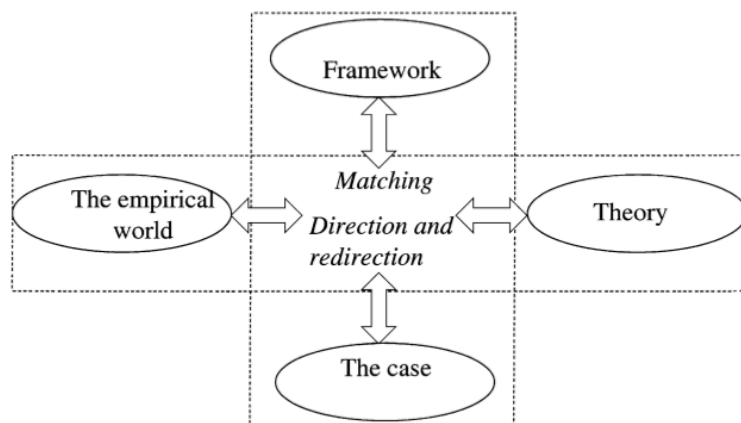 Framework
Matching
The empirical
world
Direction and
redirection
Theory
The case